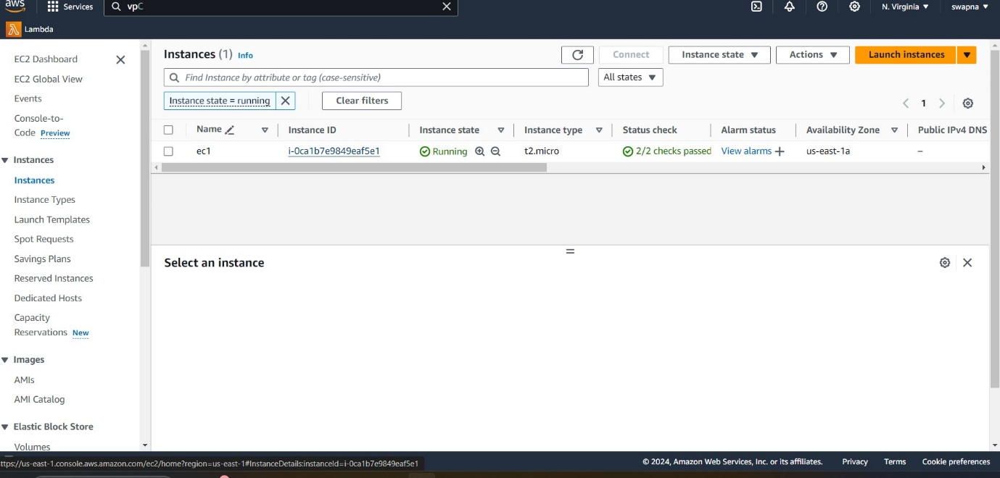 aws Services vpC N. Virginia swapna
Lambda
EC2 Dashboard
EC2 Global View
Events
Console-to-
Code Preview
Instances
Instances
Instance Types
Launch Templates
Spot Requests
Savings Plans
Reserved Instances
Dedicated Hosts
Capacity
Reservations New
Images
AMIs
AMI Catalog
Elastic Block Store
Volumes
Instances (1) Info Connect Instance state Actions Launch instances
Find Instance by attribute or tag (case-sensitive) All states
Instance state = running Clear filters 1
Name Instance ID Instance state Instance type Status check Alarm status Availability Zone Public IPv4 DNS
ec1 i-0ca1b7e9849eaf5e1 Running t2.micro 2/2 checks passed View alarms + us-east-1a –
Select an instance
ttps://us-east-1.console.aws.amazon.com/ec2/home?region=us-east-1#InstanceDetails:instanceId=i-0ca1b7e9849eaf5e1
© 2024, Amazon Web Services, Inc. or its affiliates. Privacy Terms Cookie preferences